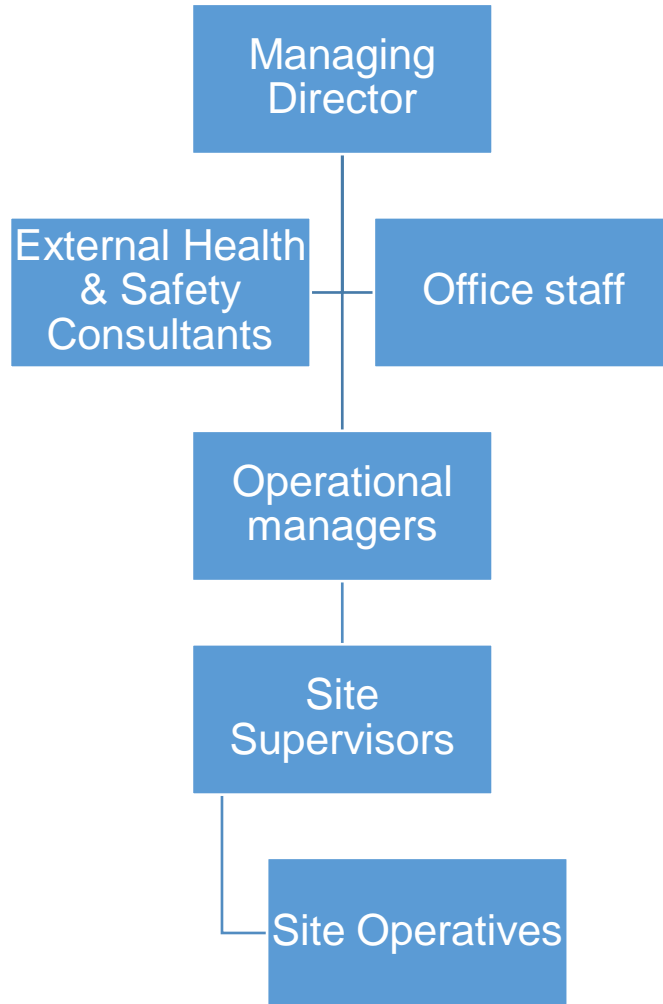 Managing
Director
External Health
& Safety
Consultants
Office staff
Operational
managers
Site
Supervisors
Site Operatives